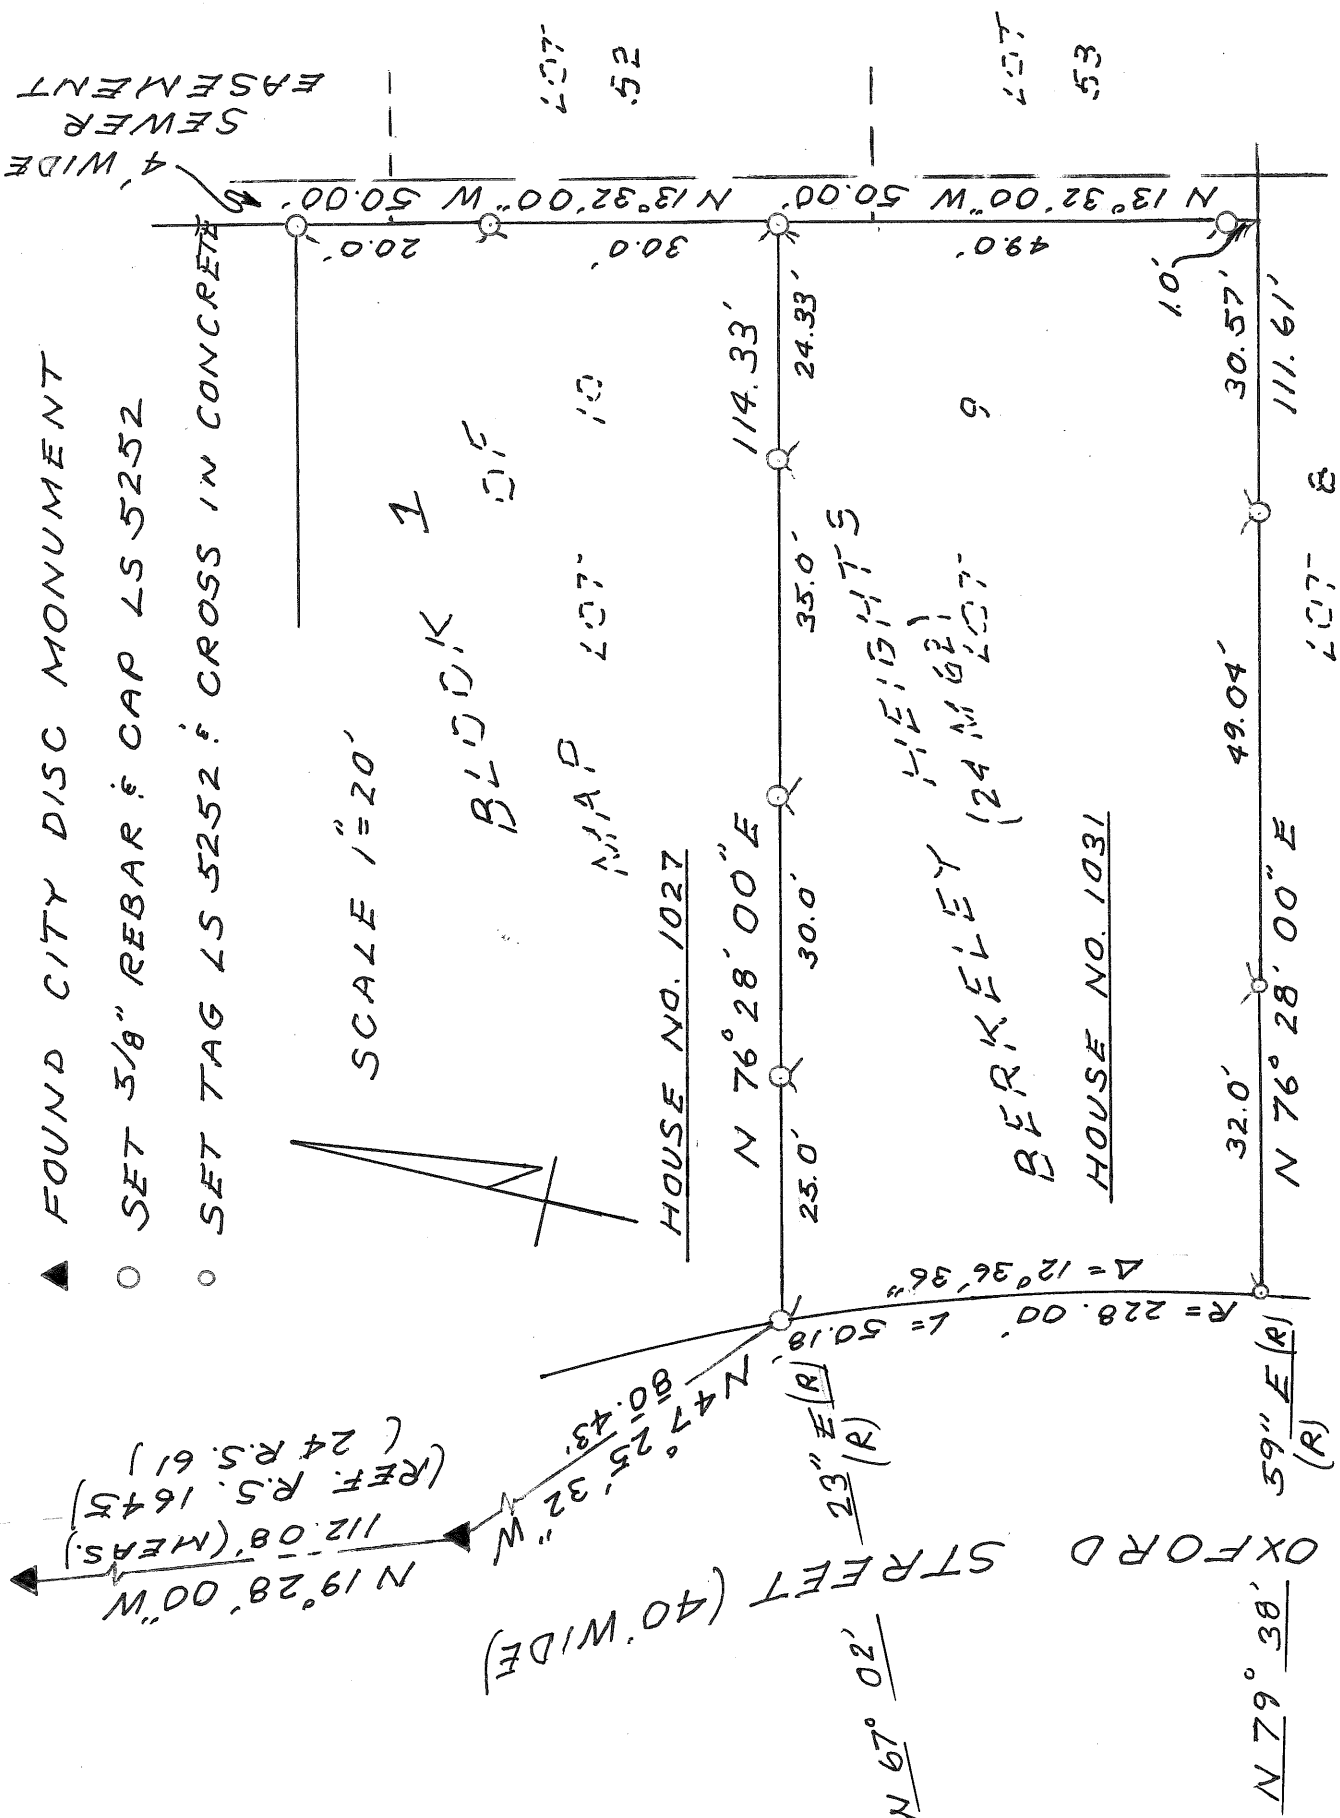 ▲ FOUND CITY DISC MONUMENT
○ SET 5/8" REBAR & CAP LS 5252
○ SET TAG LS 5252 & CROSS IN CONCRETE
SCALE 1"=20'
4' WIDE
SEWER
EASEMENT
BLOCK 1
OF
MAP
LOT 10
HOUSE NO. 1027
N 76° 28' 00" E
114.33'
25.0'
30.0'
35.0'
24.33'
BERKELEY HEIGHTS
(24 M 62)
LOT 9
HOUSE NO. 1031
32.0'
49.04'
30.57'
1.0'
N 76° 28' 00" E
111.61'
LOT 8
N 13° 32' 00" W 50.00'
20.0'
30.0'
N 13° 32' 00" W 50.00'
49.0'
LOT
52
LOT
53
Δ = 12° 36' 36"
R = 228.00' L = 50.18'
N 47° 25' 32" W
80.43'
N 19° 28' 00" W
112.08' (MEAS.)
(REF. R.S. 1645)
(24 R.S. 61)
OXFORD STREET (40' WIDE)
N 67° 02' 23" E (R)
(R)
N 79° 38' 59" E (R)
(R)